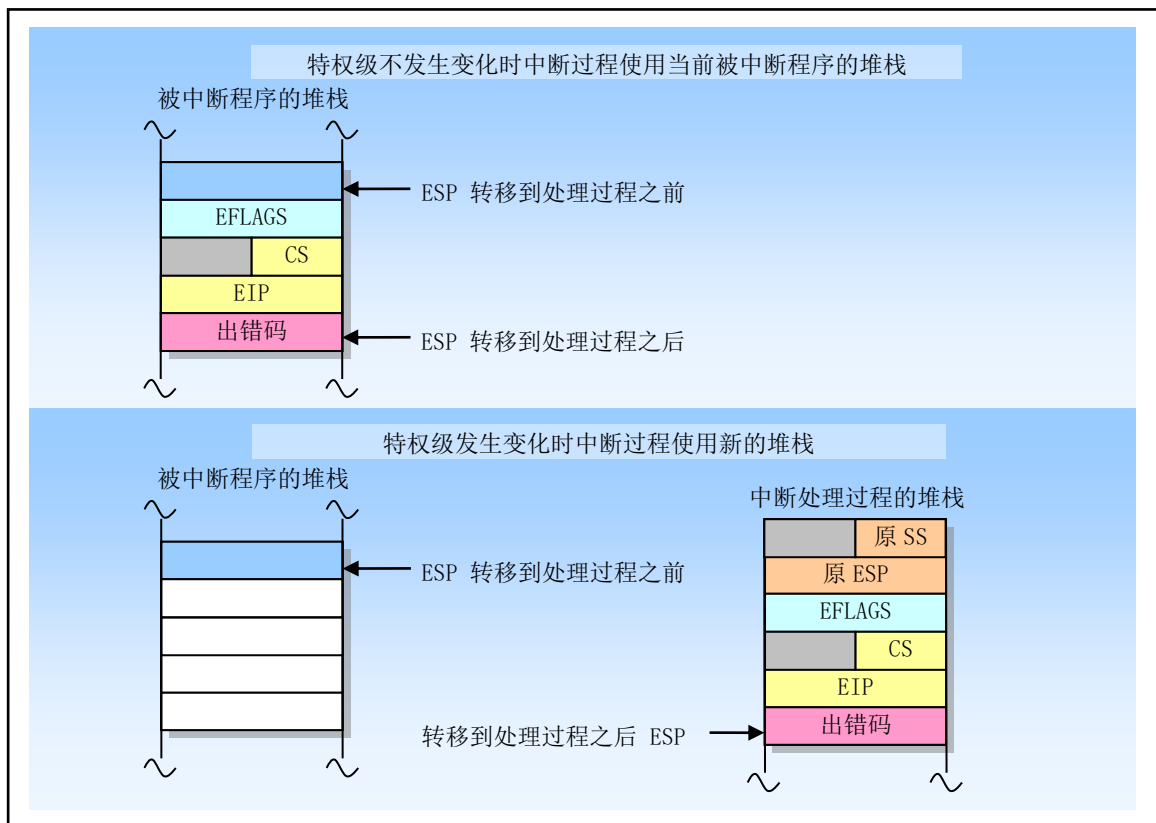 特权级不发生变化时中断过程使用当前被中断程序的堆栈
被中断程序的堆栈
ESP 转移到处理过程之前
EFLAGS
CS
EIP
出错码
ESP 转移到处理过程之后
特权级发生变化时中断过程使用新的堆栈
被中断程序的堆栈
中断处理过程的堆栈
原 SS
ESP 转移到处理过程之前
原 ESP
EFLAGS
CS
EIP
出错码
转移到处理过程之后 ESP